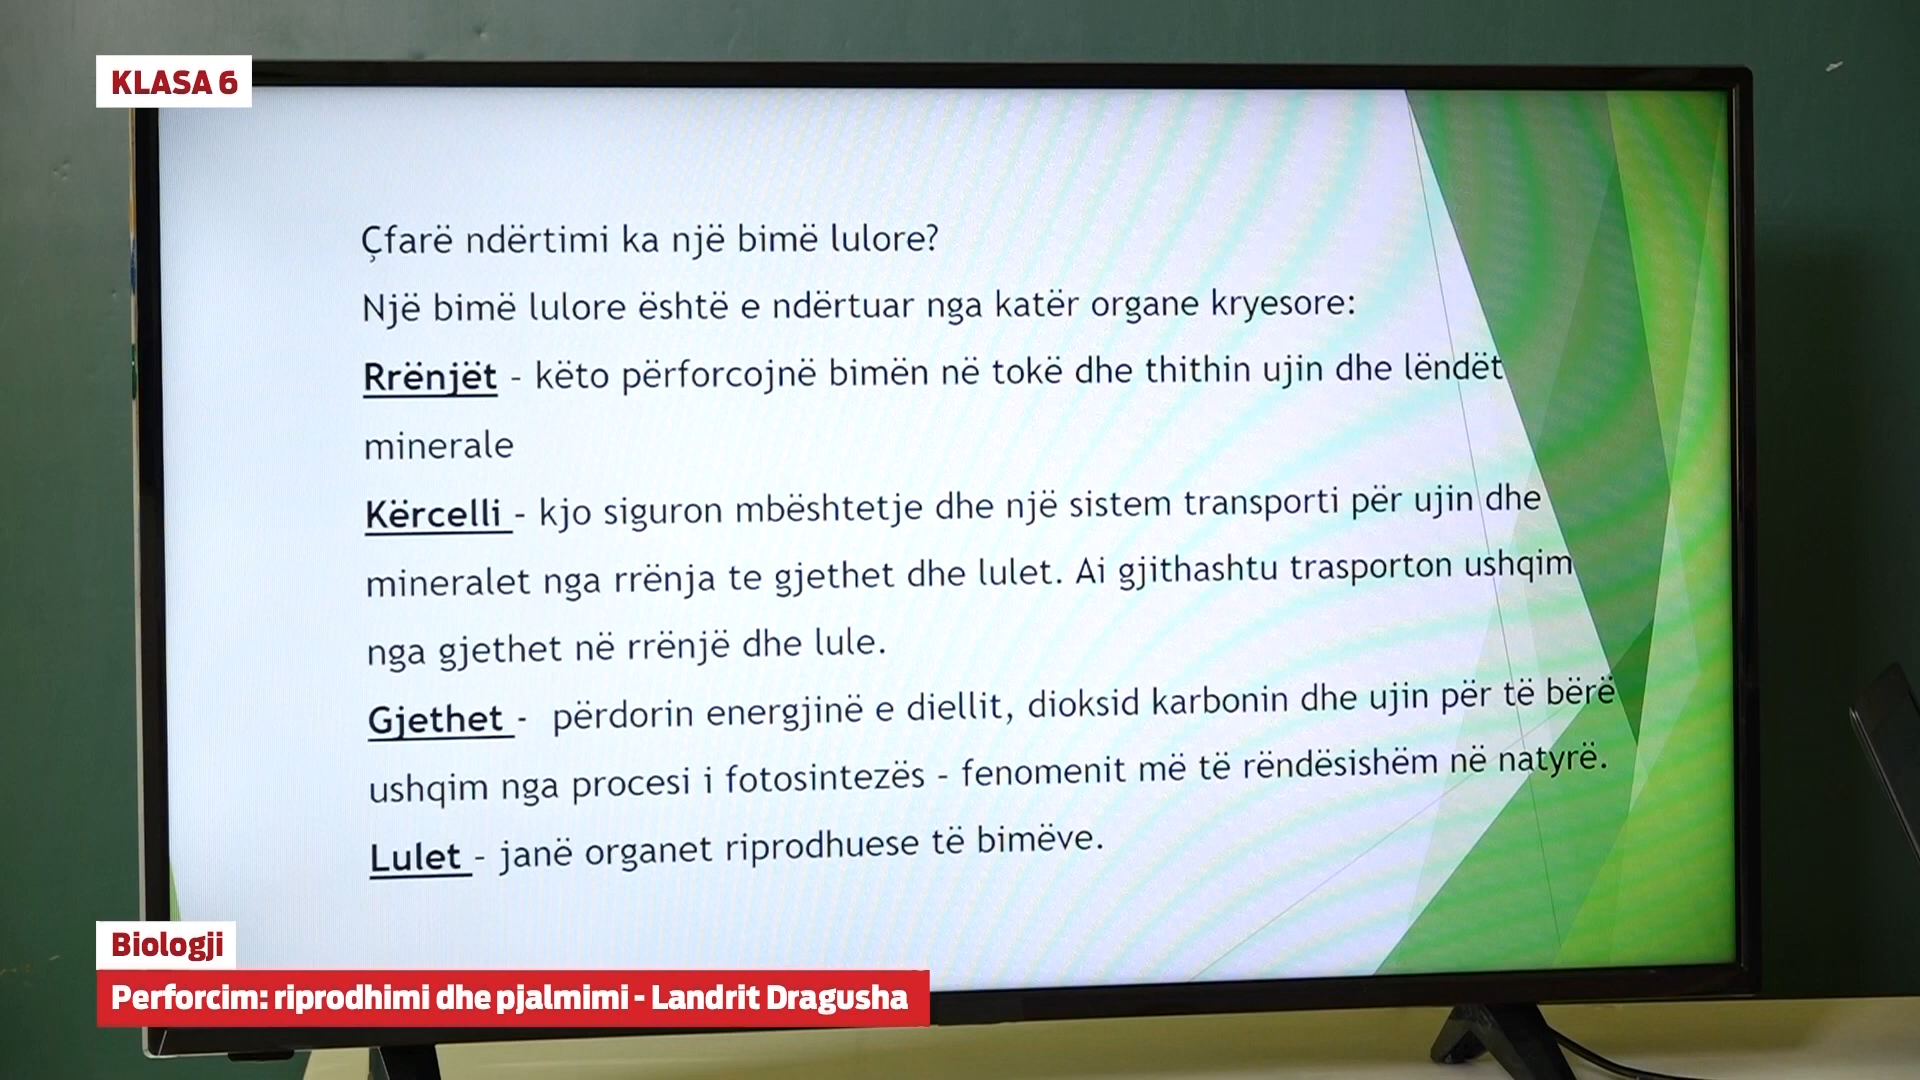 KLASA 6
Çfarë ndërtimi ka një bimë lulore?
Një bimë lulore është e ndërtuar nga katër organe kryesore:
Rrënjët - këto përforcojnë bimën në tokë dhe thithin ujin dhe lëndët
minerale
Kërcelli - kjo siguron mbështetje dhe një sistem transporti për ujin dhe
mineralet nga rrënja te gjethet dhe lulet. Ai gjithashtu trasporton ushqim
nga gjethet në rrënjë dhe lule.
Gjethet - përdorin energjinë e diellit, dioksid karbonin dhe ujin për të bërë
ushqim nga procesi i fotosintezës - fenomenit më të rëndësishëm në natyrë.
Lulet - janë organet riprodhuese të bimëve.
Biologji
Perforcim: riprodhimi dhe pjalmimi - Landrit Dragusha